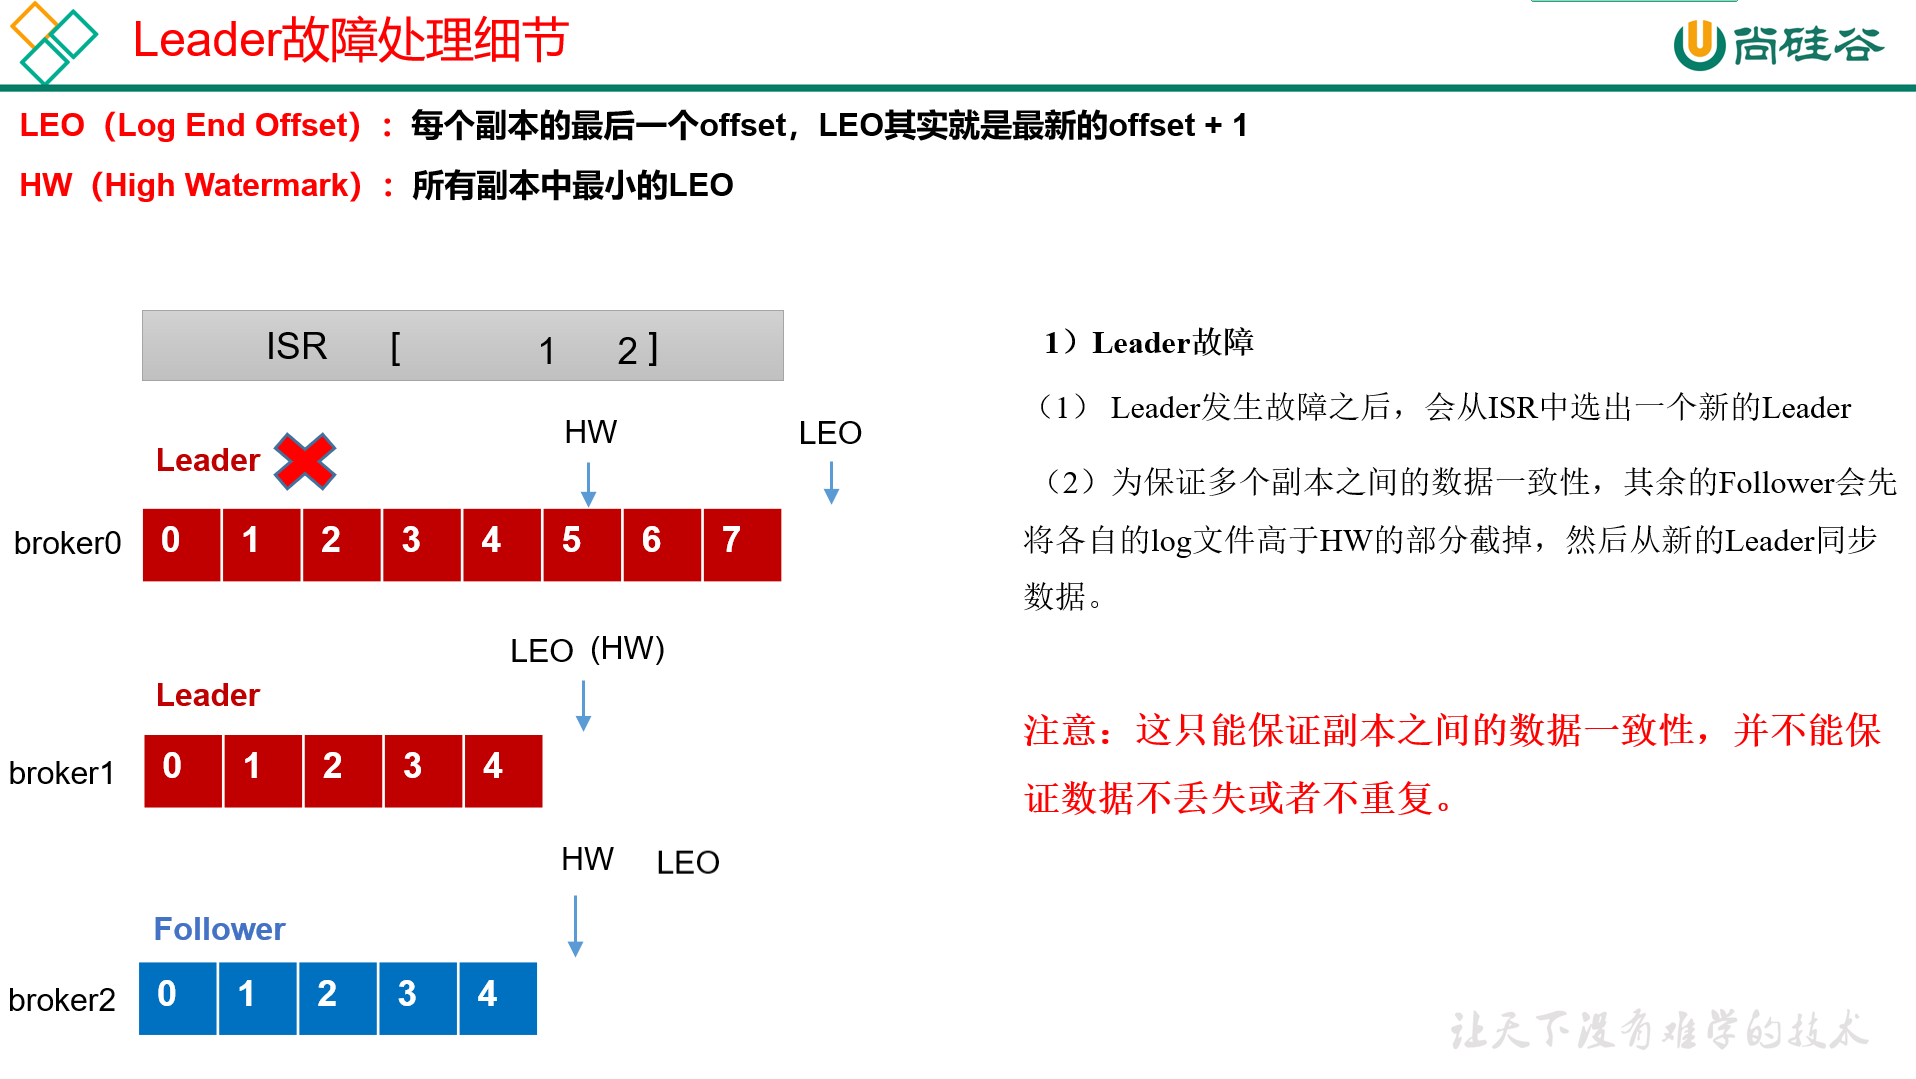 Leader故障处理细节
尚硅谷
LEO（Log End Offset）：每个副本的最后一个offset，LEO其实就是最新的offset + 1
HW（High Watermark）：所有副本中最小的LEO
ISR [ 1 2 ]
HW LEO
Leader
broker0 0 1 2 3 4 5 6 7
LEO (HW)
Leader
broker1 0 1 2 3 4
HW LEO
Follower
broker2 0 1 2 3 4
1）Leader故障
（1） Leader发生故障之后，会从ISR中选出一个新的Leader
（2）为保证多个副本之间的数据一致性，其余的Follower会先
将各自的log文件高于HW的部分截掉，然后从新的Leader同步
数据。
注意：这只能保证副本之间的数据一致性，并不能保
证数据不丢失或者不重复。
让天下没有难学的技术